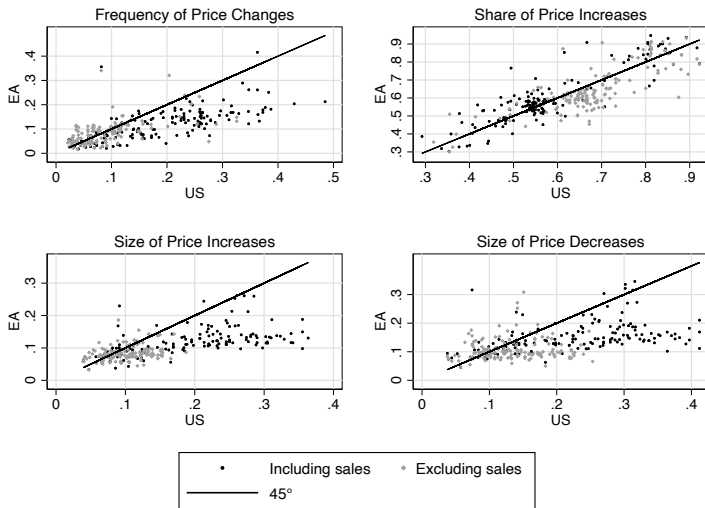 Frequency of Price Changes
EA
0 .1 .2 .3 .4
0 .1 .2 .3 .4 .5
US
Share of Price Increases
EA
.3 .4 .5 .6 .7 .8 .9
.3 .4 .5 .6 .7 .8 .9
US
Size of Price Increases
EA
0 .1 .2 .3
0 .1 .2 .3 .4
US
Size of Price Decreases
EA
0 .1 .2 .3
0 .1 .2 .3 .4
US
Including sales Excluding sales
45°